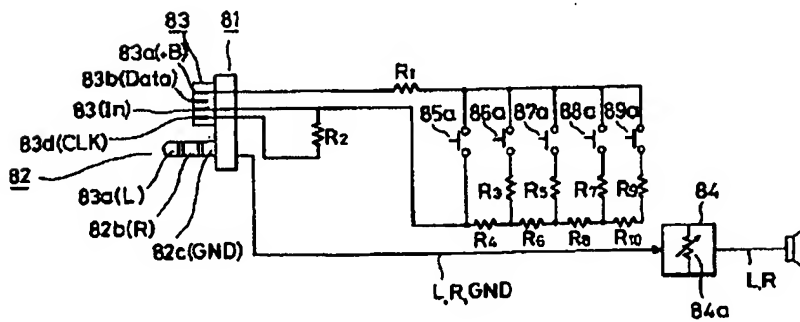 83
81
83a(+B)
83b(Data)
83(In)
83d(CLK)
82
83a(L)
82b(R)
82c(GND)
R1
R2
85a
86a
87a
88a
89a
R3
R5
R7
R9
R4
R6
R8
R10
84
84a
L,R,GND
L,R